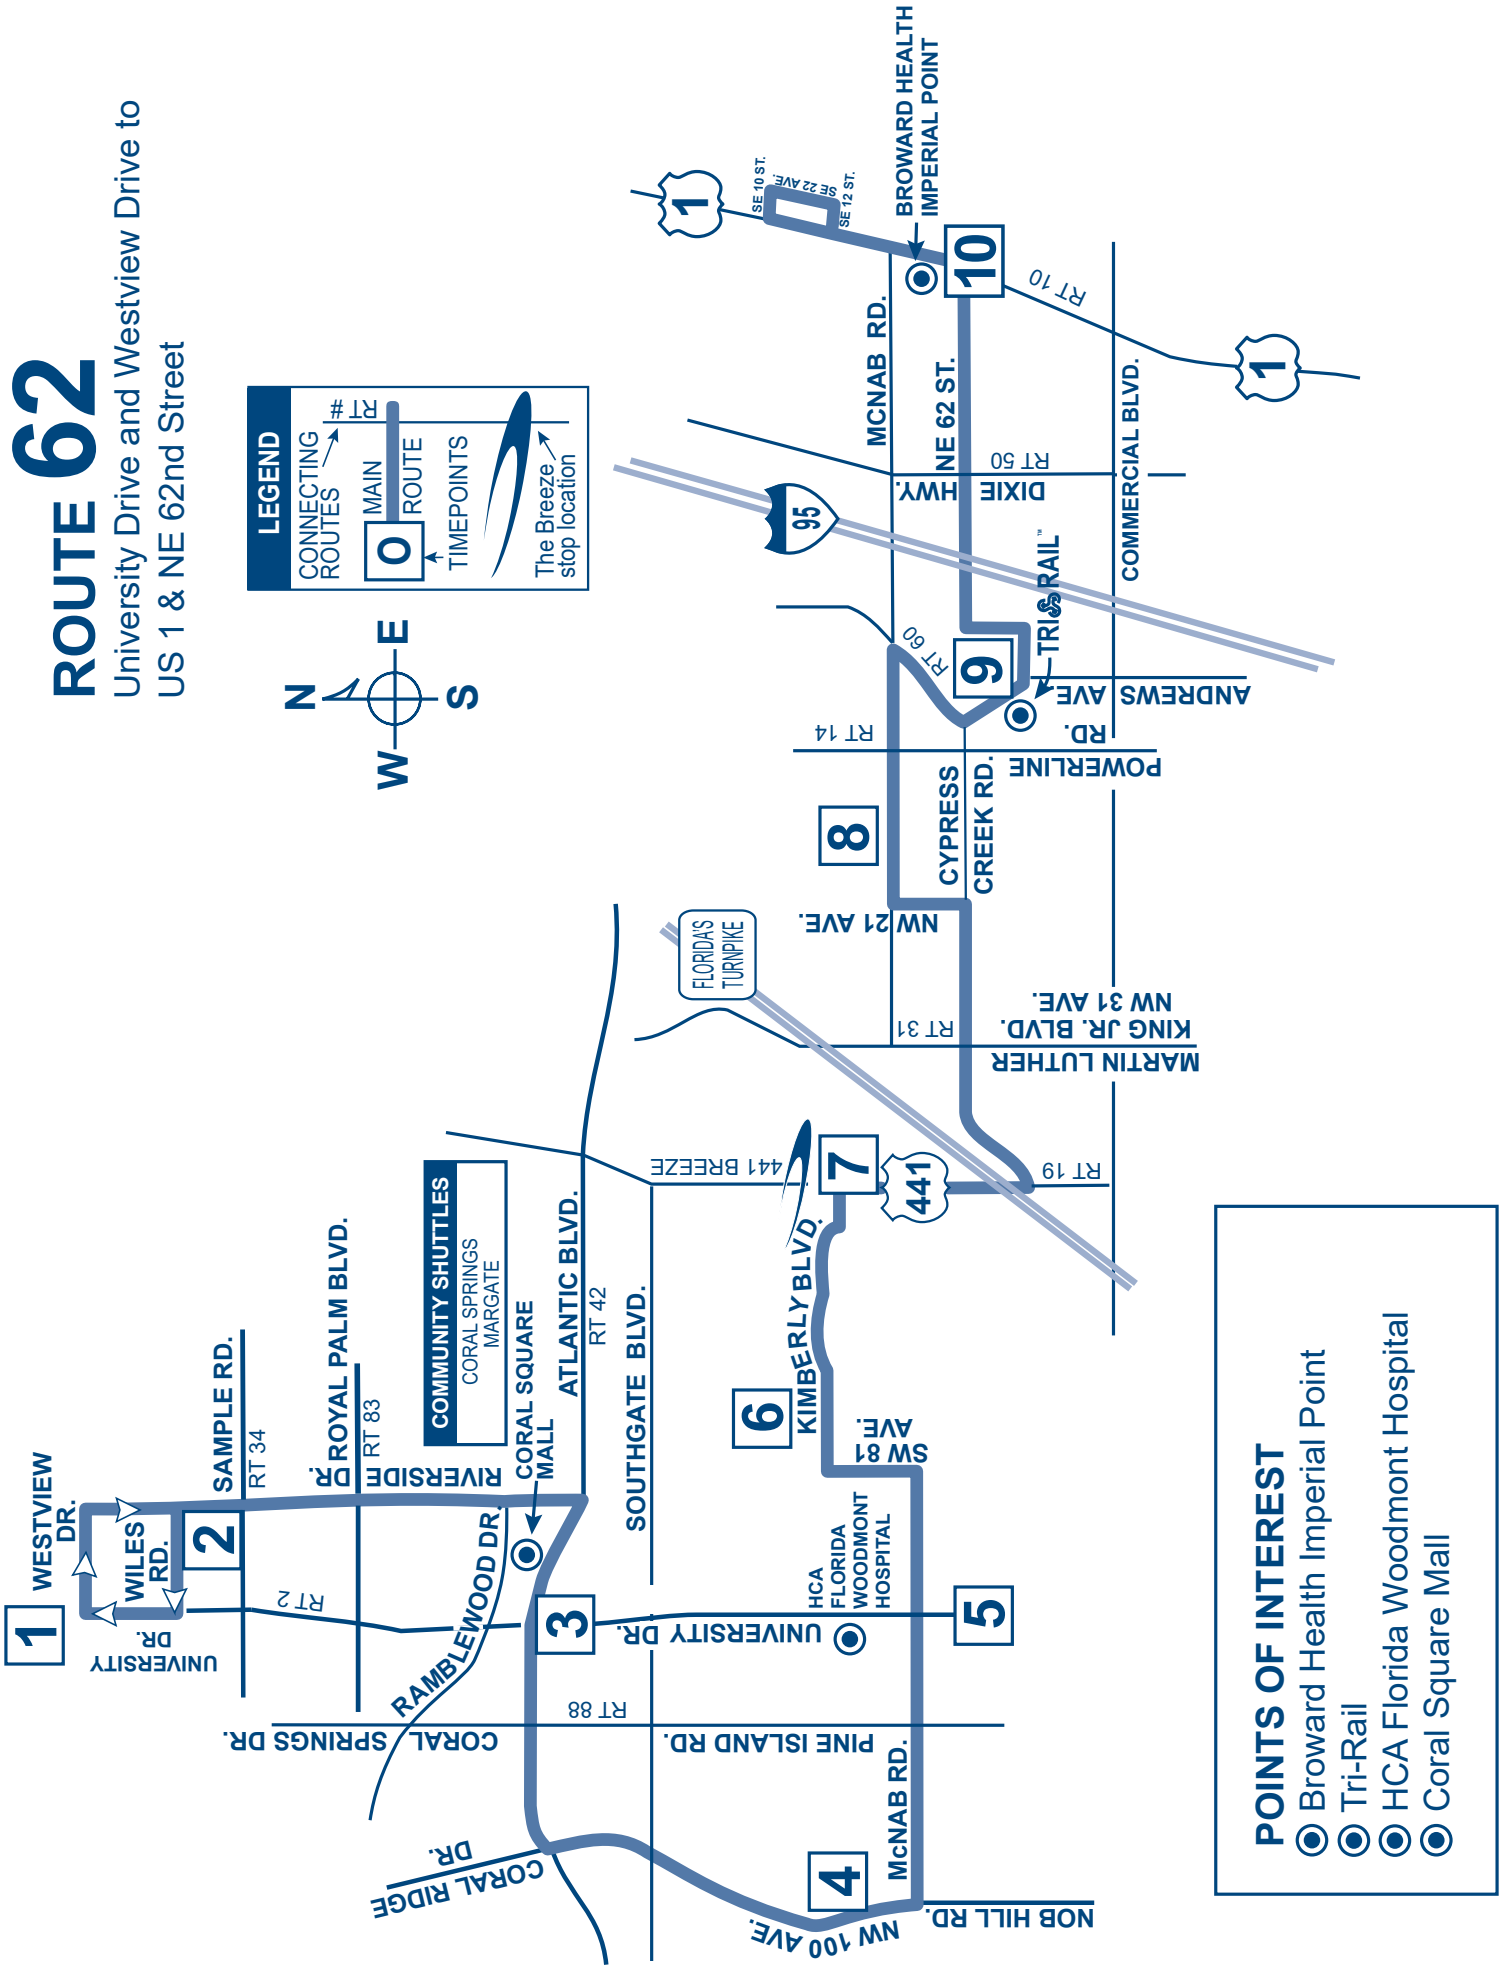 ROUTE 62
University Drive and Westview Drive to
US 1 & NE 62nd Street
LEGEND
CONNECTING
ROUTES
RT #
MAIN
ROUTE
O
TIMEPOINTS
The Breeze
stop location
N
W
E
S
1
WESTVIEW
DR.
WILES
RD.
UNIVERSITY
DR.
2
SAMPLE RD.
RT 34
RT 2
ROYAL PALM BLVD.
RT 83
RIVERSIDE
DR.
COMMUNITY SHUTTLES
CORAL SPRINGS
MARGATE
RAMBLEWOOD DR.
CORAL SQUARE
MALL
ATLANTIC BLVD.
RT 42
3
CORAL
SPRINGS DR.
RT 88
CORAL RIDGE
DR.
SOUTHGATE BLVD.
UNIVERSITY DR.
PINE ISLAND RD.
NW 100 AVE.
4
McNAB RD.
NOB HILL RD.
HCA
FLORIDA
WOODMONT
HOSPITAL
5
SW 81
AVE.
6
KIMBERLY BLVD.
7
441 BREEZE
441
RT 19
FLORIDA'S
TURNPIKE
RT 31
MARTIN LUTHER
KING JR. BLVD.
NW 31 AVE.
NW 21 AVE.
8
CYPRESS
CREEK RD.
RT 14
POWERLINE
RD.
RT 60
9
ANDREWS
AVE
TRI RAIL™
95
MCNAB RD.
NE 62 ST.
DIXIE
HWY.
RT 50
COMMERCIAL BLVD.
10
RT 10
1
1
SE 10 ST.
SE 22 AVE.
SE 12 ST.
BROWARD HEALTH
IMPERIAL POINT
POINTS OF INTEREST
Broward Health Imperial Point
Tri-Rail
HCA Florida Woodmont Hospital
Coral Square Mall